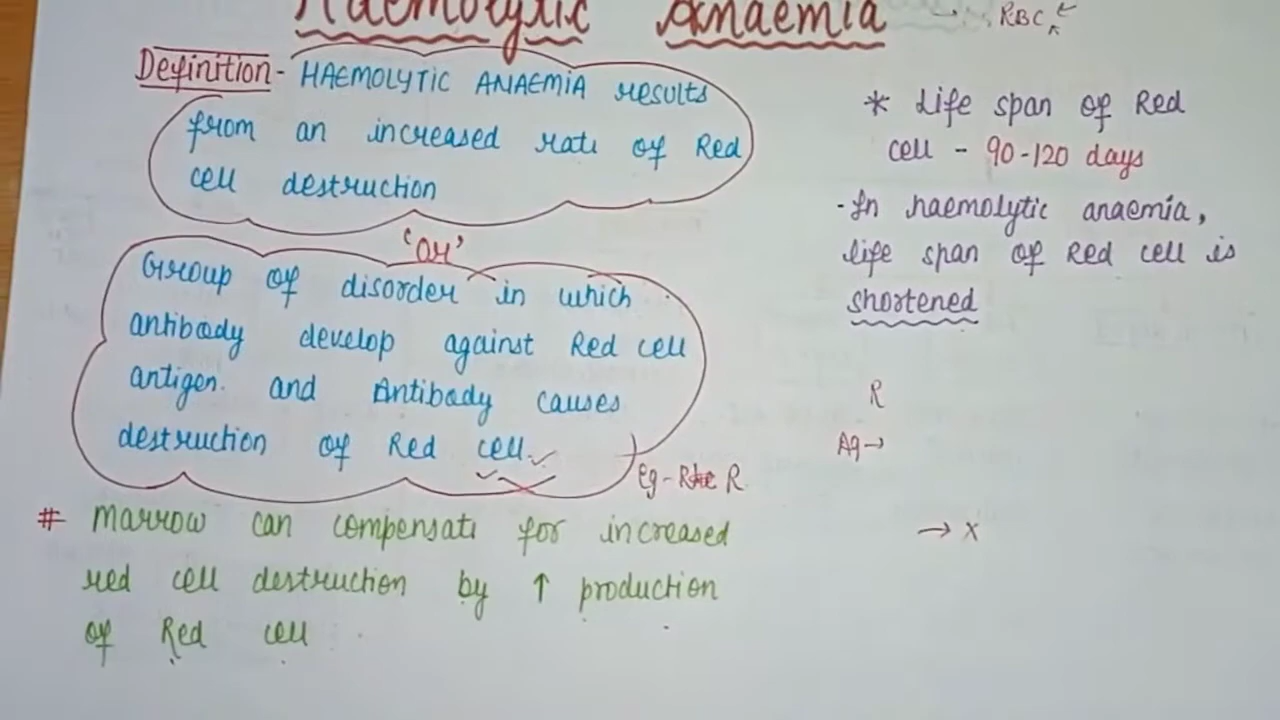 Haemolytic Anaemia → RBC
Definition- HAEMOLYTIC ANAEMIA results
from an increased rate of Red
cell destruction
'Or'
Group of disorder in which
antibody develop against Red cell
antigen. and Antibody causes
destruction of Red cell.
Eg - R
# Marrow can compensate for increased
red cell destruction by ↑ production
of Red cell
* Life span of Red
cell - 90-120 days
- In haemolytic anaemia,
life span of Red cell is
shortened
R
Ag→
→ x